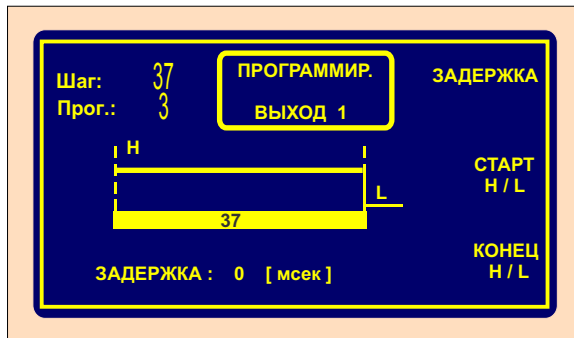 Шаг: 37
Прог.: 3
ПРОГРАММИР.
ВЫХОД 1
ЗАДЕРЖКА
H
L
37
СТАРТ
H / L
ЗАДЕРЖКА : 0 [ мсек ]
КОНЕЦ
H / L